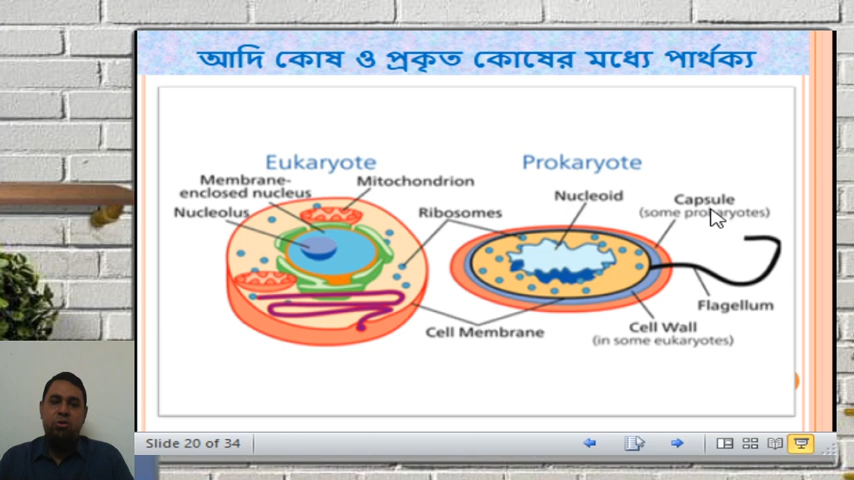 আদি কোষ ও প্রকৃত কোষের মধ্যে পার্থক্য
Eukaryote
Prokaryote
Membrane-
enclosed nucleus
Mitochondrion
Nucleolus
Ribosomes
Nucleoid
Capsule
(some prokaryotes)
Flagellum
Cell Membrane
Cell Wall
(in some eukaryotes)
Slide 20 of 34